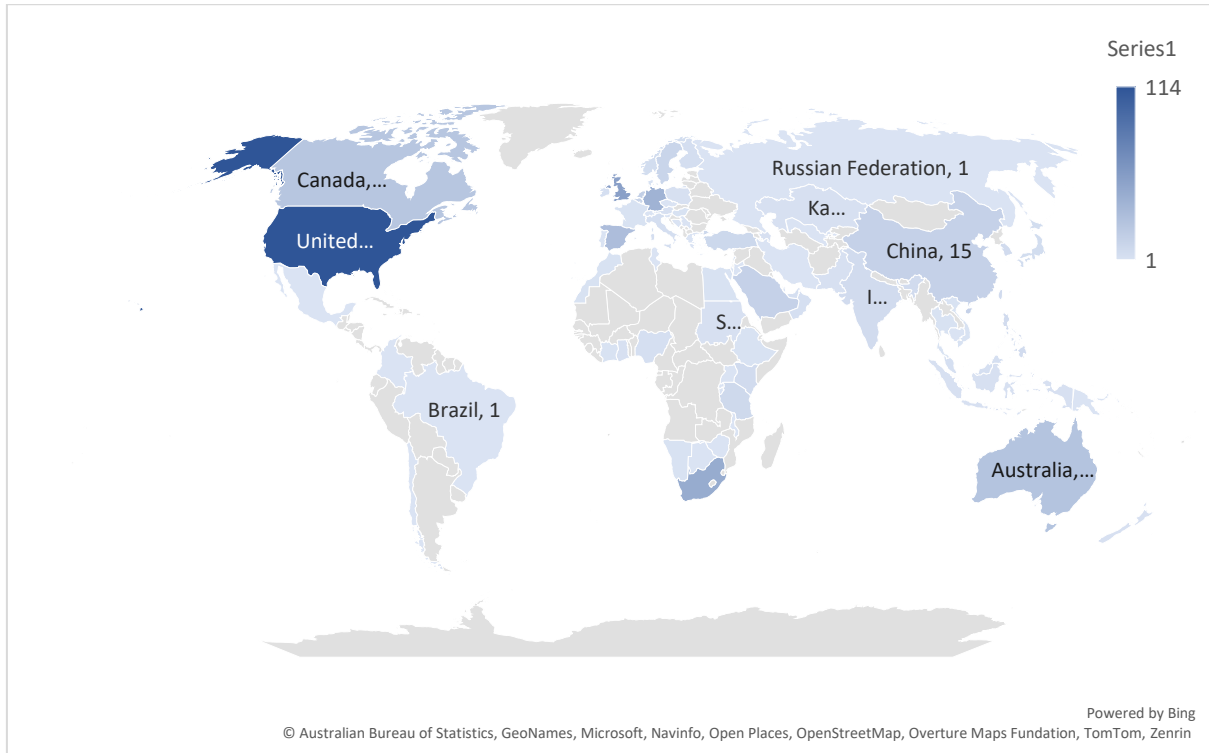 Series1
114
1
Canada,...
United...
Brazil, 1
Russian Federation, 1
Ka...
China, 15
I...
S...
Australia,...
Powered by Bing
© Australian Bureau of Statistics, GeoNames, Microsoft, Navinfo, Open Places, OpenStreetMap, Overture Maps Fundation, TomTom, Zenrin